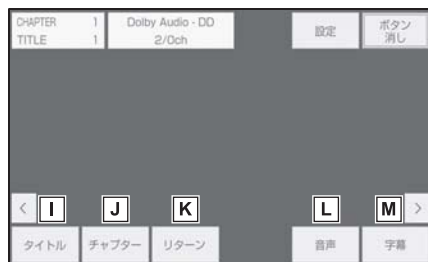 CHAPTER 1
TITLE 1
Dolby Audio - DD
2/0ch
設定
ボタン
消し
< I J K L M >
タイトル チャプター リターン 音声 字幕